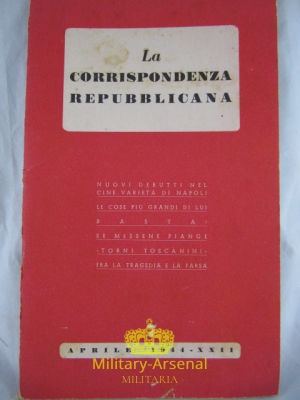 La
CORRISPONDENZA
REPUBBLICANA
NUOVI DEBUTTI NEL
CINE-VARIETÀ DI NAPOLI
LE COSE PIÙ GRANDI DI LUI
BASTA!
SE MESSENE PIANGE
"TORNI TOSCANINI"
FRA LA TRAGEDIA E LA FARSA
APRILE 1944-XXII
Military-Arsenal
MILITARIA